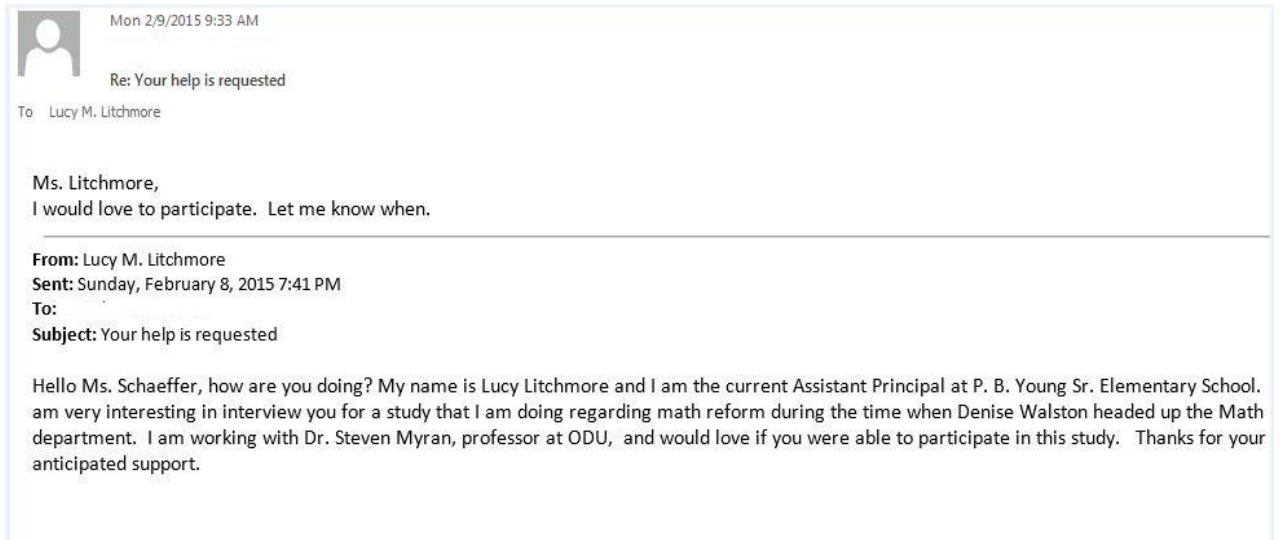 Mon 2/9/2015 9:33 AM
Re: Your help is requested
To Lucy M. Litchmore
Ms. Litchmore,
I would love to participate. Let me know when.
From: Lucy M. Litchmore
Sent: Sunday, February 8, 2015 7:41 PM
To:
Subject: Your help is requested
Hello Ms. Schaeffer, how are you doing? My name is Lucy Litchmore and I am the current Assistant Principal at P. B. Young Sr. Elementary School.
am very interesting in interview you for a study that I am doing regarding math reform during the time when Denise Walston headed up the Math
department. I am working with Dr. Steven Myran, professor at ODU, and would love if you were able to participate in this study. Thanks for your
anticipated support.